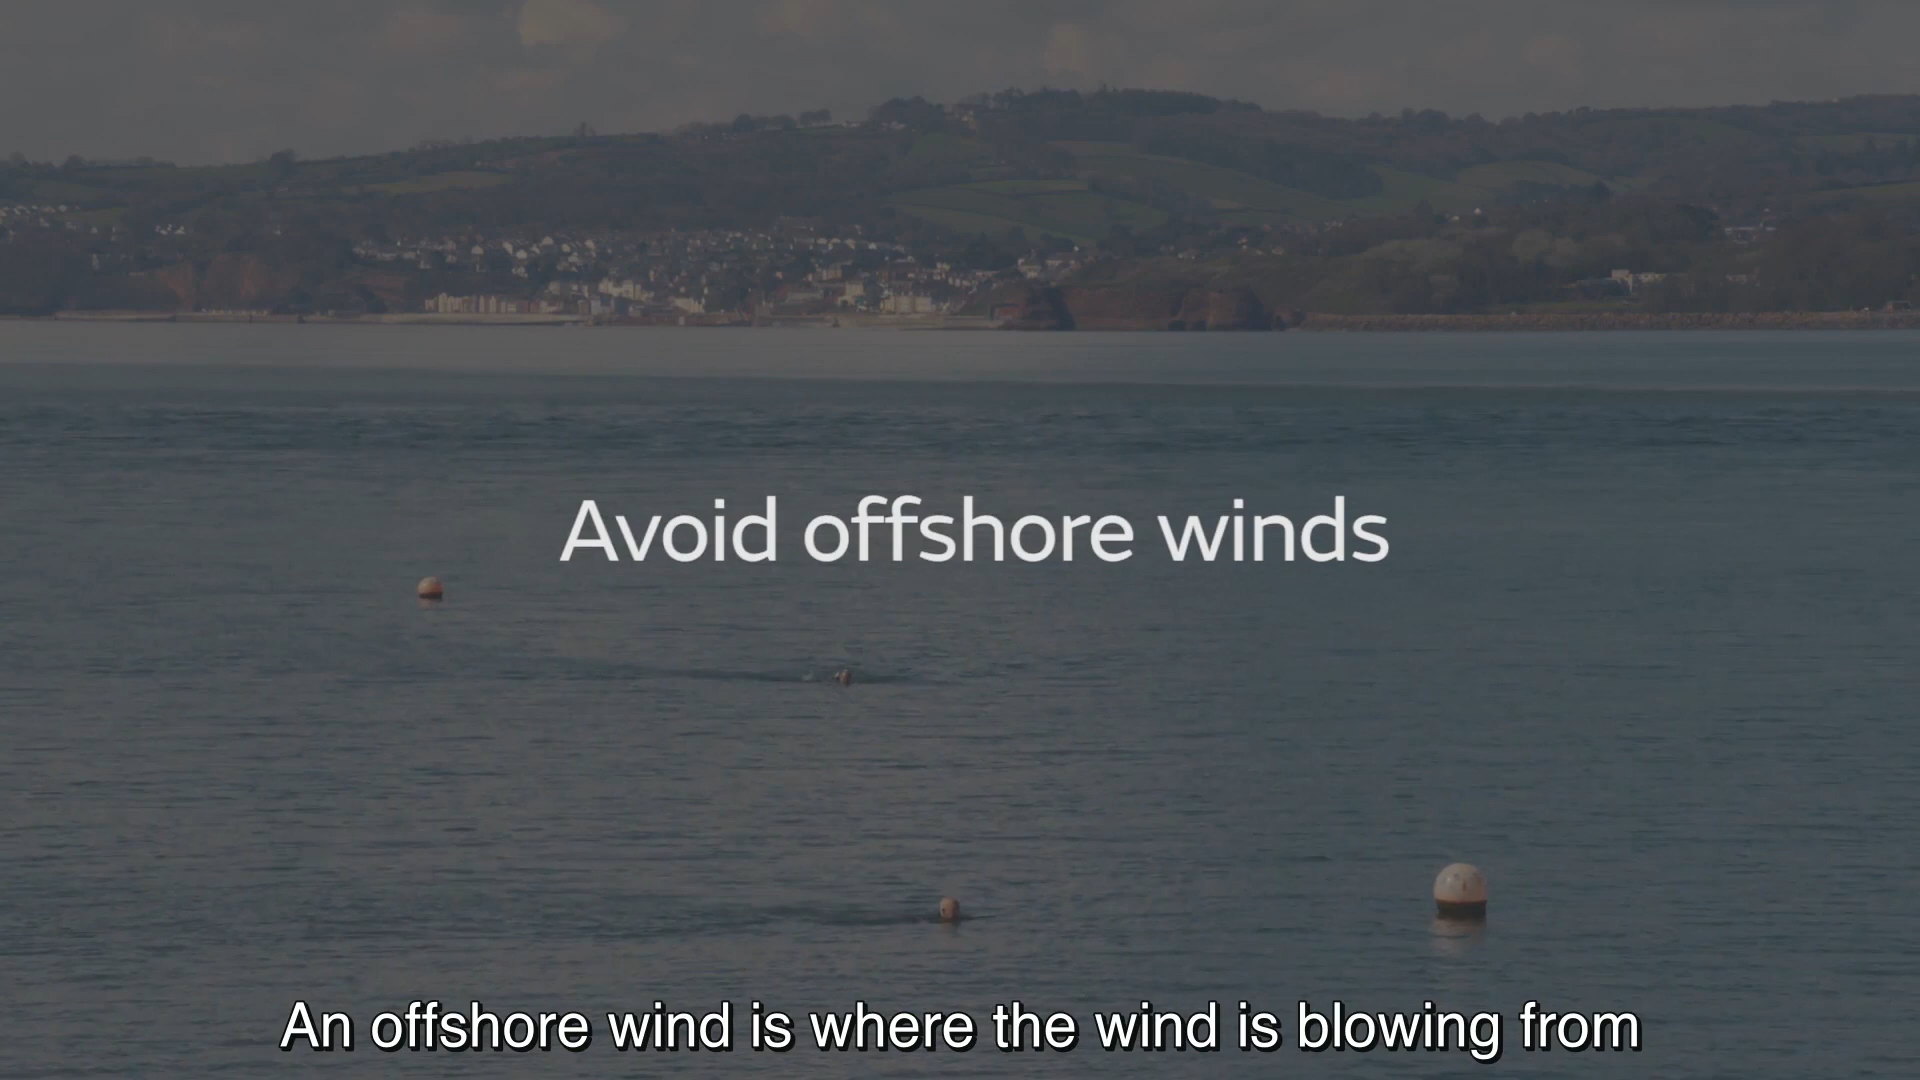 Avoid offshore winds
An offshore wind is where the wind is blowing from